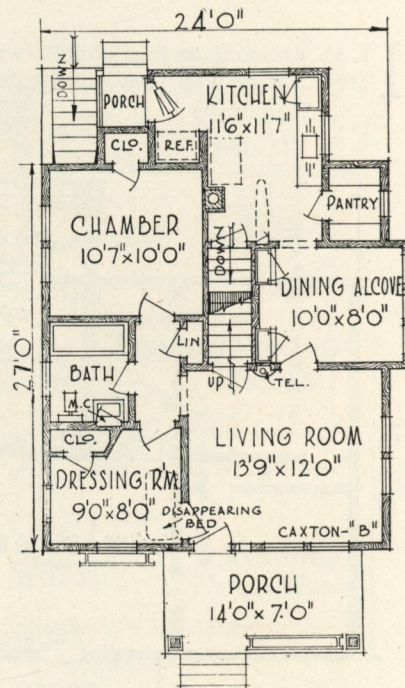 24'0"
DOWN
PORCH
KITCHEN
11'6"x11'7"
CLO.
REF.
PANTRY
CHAMBER
10'7"x10'0"
DOWN
DINING ALCOVE
10'0"x8'0"
27'0"
LIN
BATH
UP
TEL.
M.C
CLO.
LIVING ROOM
13'9"x12'0"
DRESSING R'M
9'0"x8'0"
DISAPPEARING
BED
CAXTON-"B"
PORCH
14'0"x7'0"